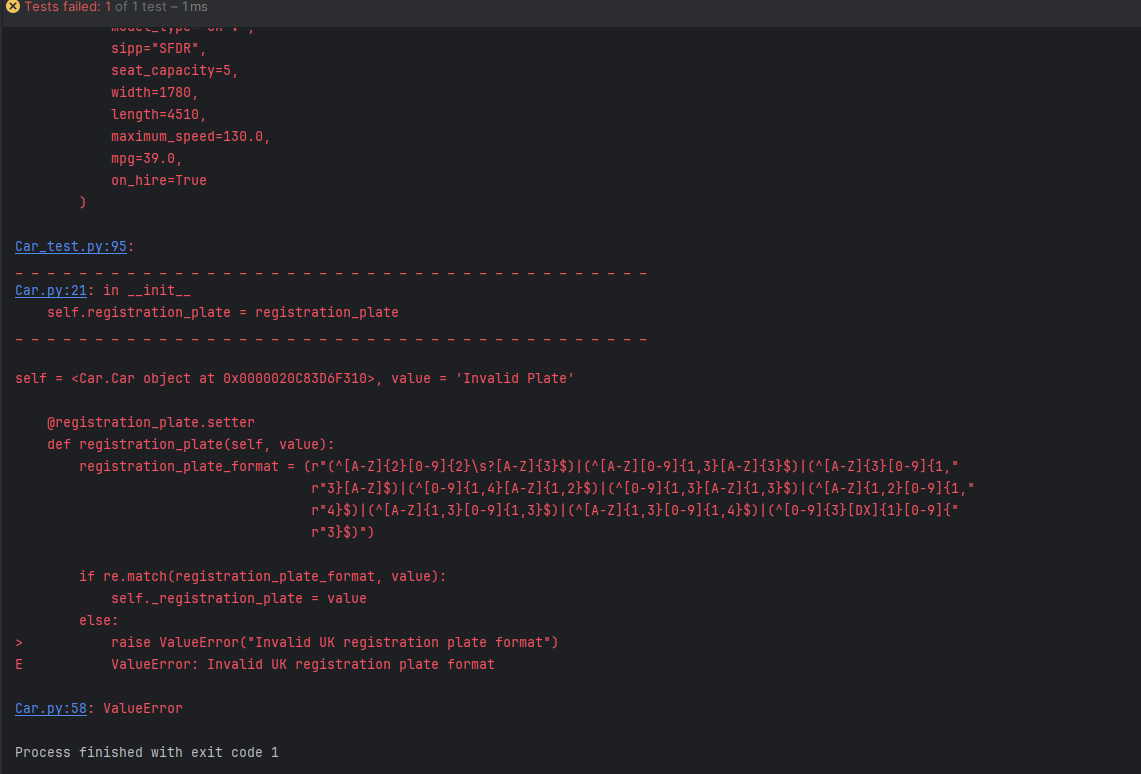 Tests failed: 1 of 1 test – 1 ms
sipp="SFDR",
seat_capacity=5,
width=1780,
length=4510,
maximum_speed=130.0,
mpg=39.0,
on_hire=True
)
Car_test.py:95:
_ _ _ _ _ _ _ _ _ _ _ _ _ _ _ _ _ _ _ _ _ _ _ _ _ _ _ _ _ _ _ _ _ _ _ _ _ _ _ _
Car.py:21: in __init__
self.registration_plate = registration_plate
_ _ _ _ _ _ _ _ _ _ _ _ _ _ _ _ _ _ _ _ _ _ _ _ _ _ _ _ _ _ _ _ _ _ _ _ _ _ _ _
self = <Car.Car object at 0x0000020C83D6F310>, value = 'Invalid Plate'
@registration_plate.setter
def registration_plate(self, value):
registration_plate_format = (r"(^[A-Z]{2}[0-9]{2}\s?[A-Z]{3}$)|(^[A-Z][0-9]{1,3}[A-Z]{3}$)|(^[A-Z]{3}[0-9]{1,"
r"3}[A-Z]$)|(^[0-9]{1,4}[A-Z]{1,2}$)|(^[0-9]{1,3}[A-Z]{1,3}$)|(^[A-Z]{1,2}[0-9]{1,"
r"4}$)|(^[A-Z]{1,3}[0-9]{1,3}$)|(^[A-Z]{1,3}[0-9]{1,4}$)|(^[0-9]{3}[DX]{1}[0-9]{"
r"3}$)")
if re.match(registration_plate_format, value):
self._registration_plate = value
else:
> raise ValueError("Invalid UK registration plate format")
E ValueError: Invalid UK registration plate format
Car.py:58: ValueError
Process finished with exit code 1